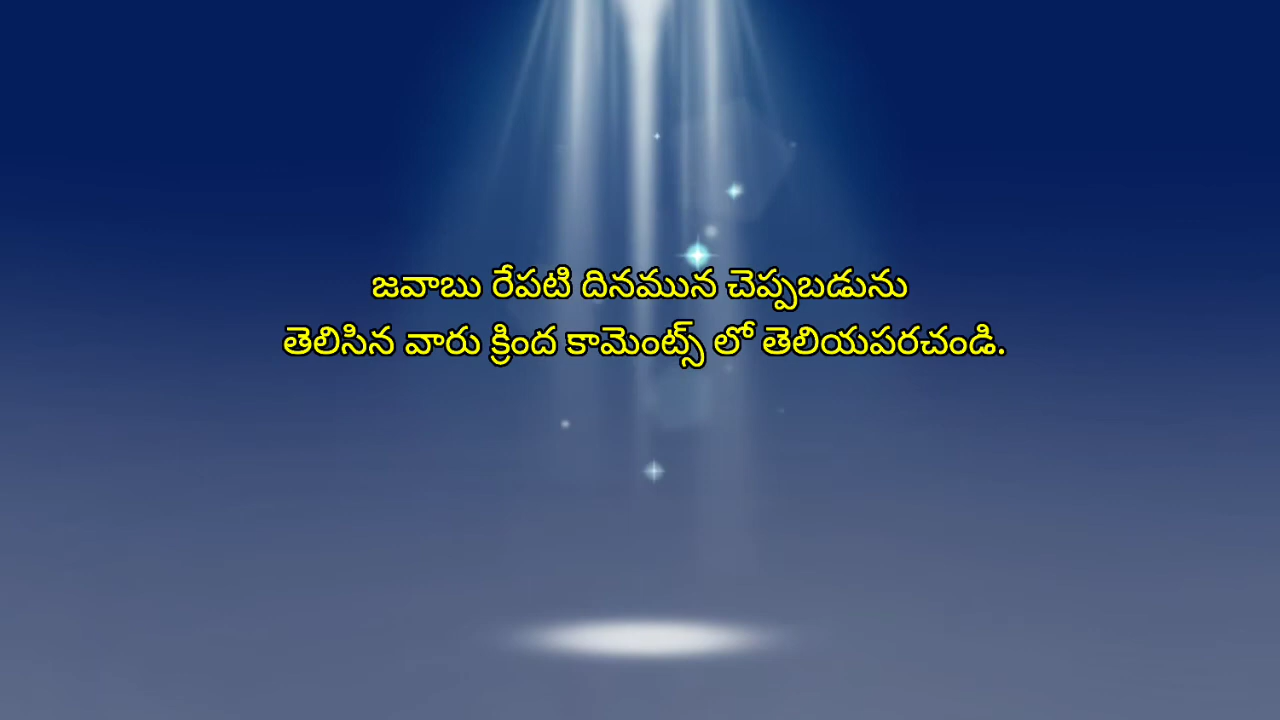 జవాబు రేపటి దినమున చెప్పబడును
తెలిసిన వారు క్రింద కామెంట్స్ లో తెలియపరచండి.